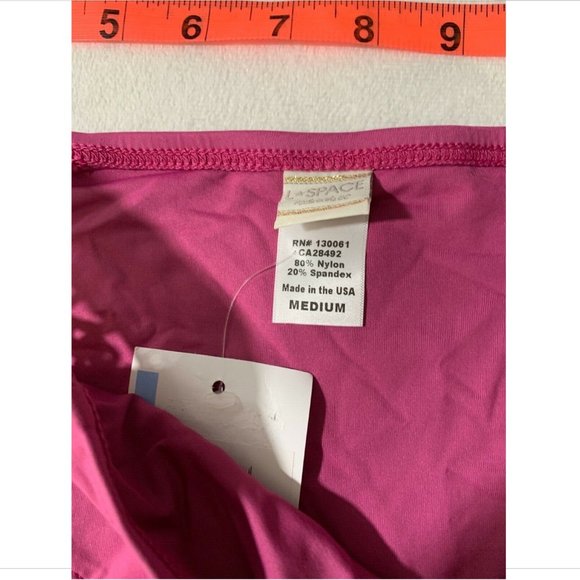 5 6 7 8 9
L★SPACE
RN# 130061
CA28492
80% Nylon
20% Spandex
Made in the USA
MEDIUM